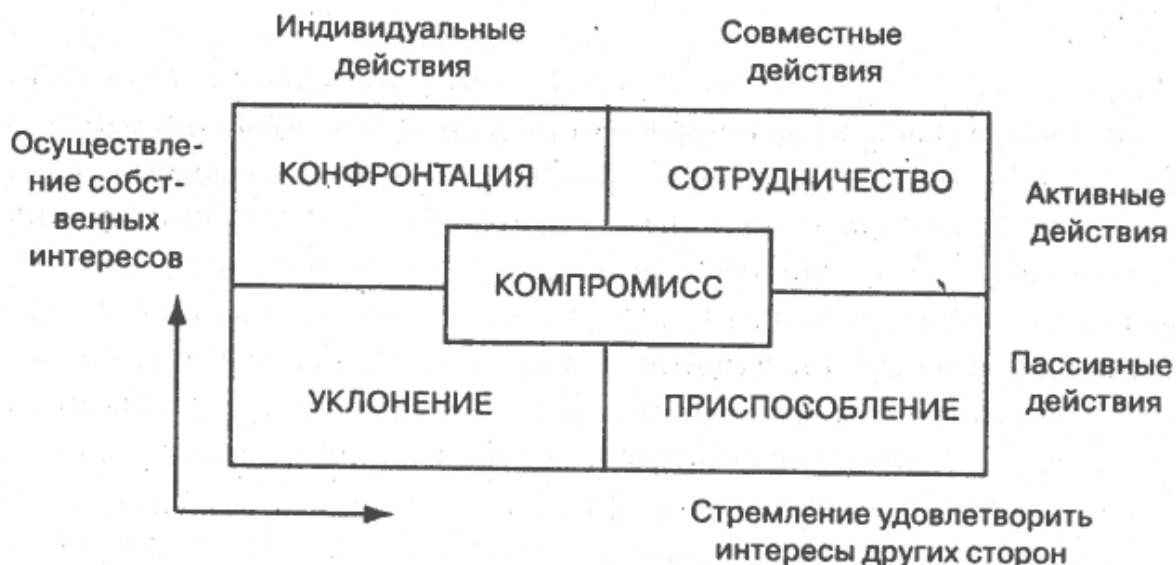 Индивидуальные
действия
Совместные
действия
Осуществле-
ние собст-
венных
интересов
КОНФРОНТАЦИЯ
СОТРУДНИЧЕСТВО
Активные
действия
КОМПРОМИСС
УКЛОНЕНИЕ
ПРИСПОСОБЛЕНИЕ
Пассивные
действия
Стремление удовлетворить
интересы других сторон